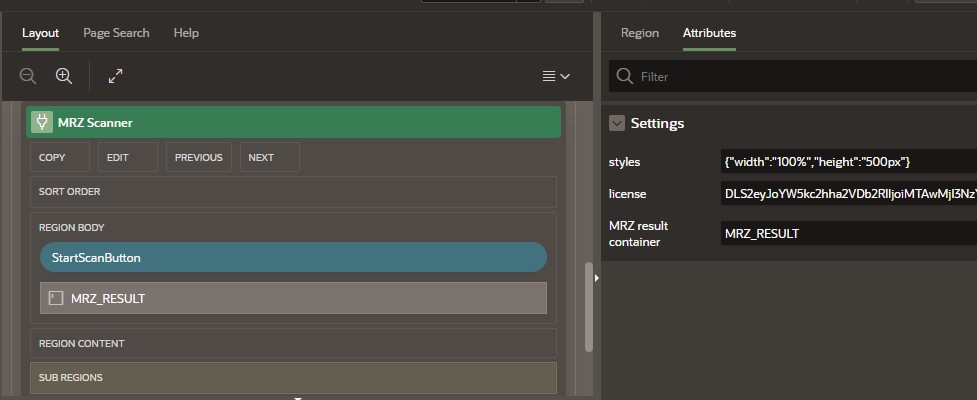 Layout Page Search Help
Region Attributes
Filter
MRZ Scanner
COPY EDIT PREVIOUS NEXT
SORT ORDER
REGION BODY
StartScanButton
MRZ_RESULT
REGION CONTENT
SUB REGIONS
Settings
styles {"width":"100%","height":"500px"}
license
MRZ result
container MRZ_RESULT